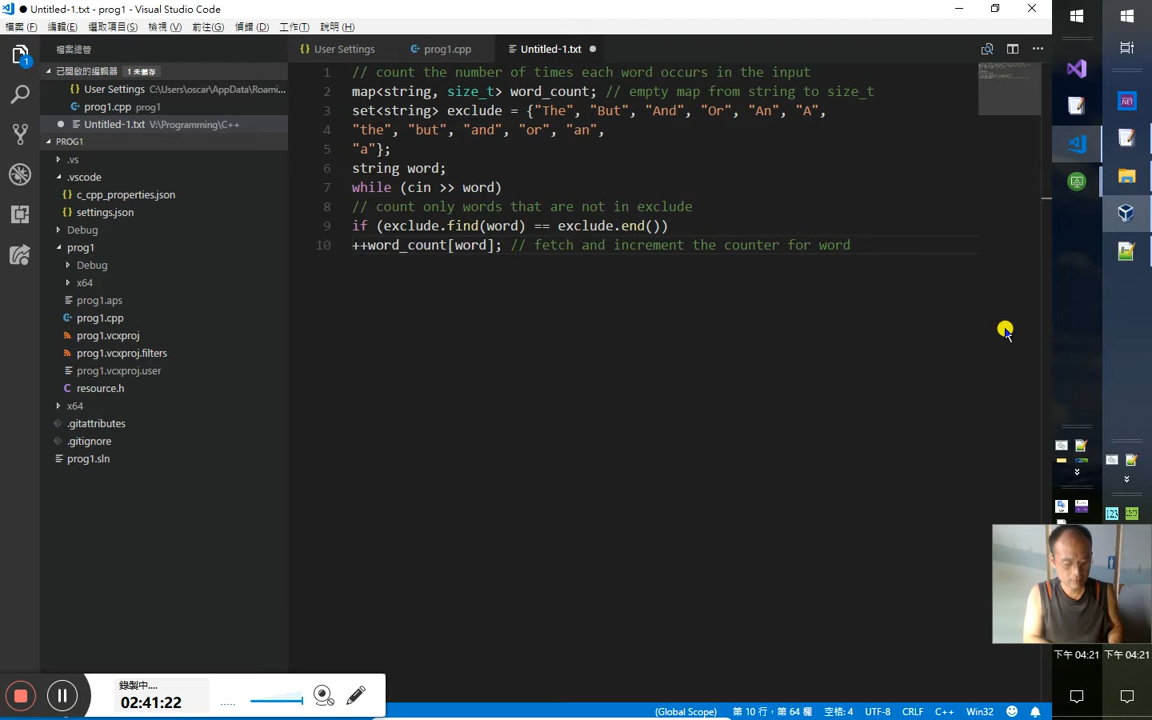 ● Untitled-1.txt - prog1 - Visual Studio Code
檔案(F) 編輯(E) 選取項目(S) 檢視(V) 前往(G) 偵錯(D) 工作(T) 說明(H)
檔案總管
已開啟的編輯器 1 未儲存
User Settings C:\Users\oscar\AppData\Roami...
prog1.cpp prog1
Untitled-1.txt V:\Programming\C++
PROG1
.vs
.vscode
c_cpp_properties.json
settings.json
Debug
prog1
Debug
x64
prog1.aps
prog1.cpp
prog1.vcxproj
prog1.vcxproj.filters
prog1.vcxproj.user
resource.h
x64
.gitattributes
.gitignore
prog1.sln
User Settings prog1.cpp Untitled-1.txt
1 // count the number of times each word occurs in the input
2 map<string, size_t> word_count; // empty map from string to size_t
3 set<string> exclude = {"The", "But", "And", "Or", "An", "A",
4 "the", "but", "and", "or", "an",
5 "a"};
6 string word;
7 while (cin >> word)
8 // count only words that are not in exclude
9 if (exclude.find(word) == exclude.end())
10 ++word_count[word]; // fetch and increment the counter for word
錄製中....
02:41:22
(Global Scope) 第 10 行，第 64 欄 空格: 4 UTF-8 CRLF C++ Win32
下午 04:21 下午 04:21